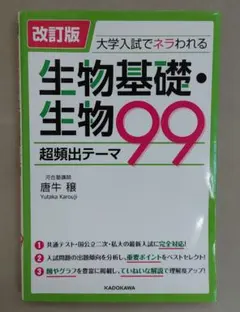 改訂版
大学入試でネラわれる
生物基礎・
生物99
超頻出テーマ
河合塾講師
唐牛 穣
Yutaka Karouji
1 共通テスト・国公立二次・私大の最新入試に完全対応!
2 入試問題の出題傾向を分析し、重要ポイントをベストセレクト!
3 図やグラフを豊富に掲載し、ていねいな解説で理解度アップ!
KADOKAWA